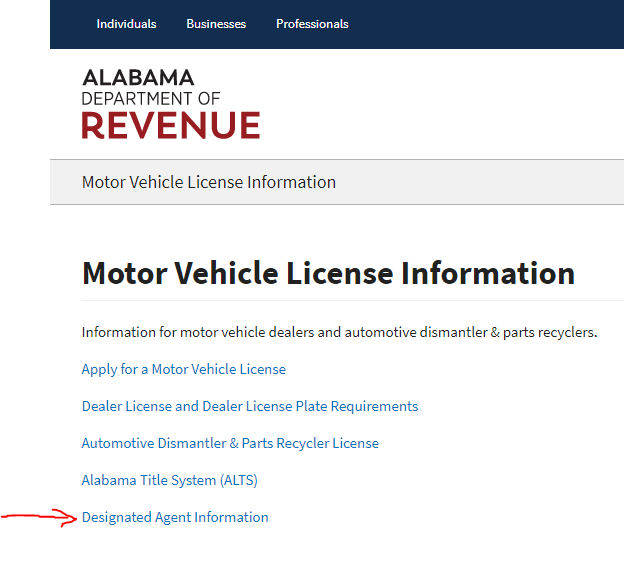 Individuals Businesses Professionals
ALABAMA
DEPARTMENT OF
REVENUE
Motor Vehicle License Information
Motor Vehicle License Information
Information for motor vehicle dealers and automotive dismantler & parts recyclers.
Apply for a Motor Vehicle License
Dealer License and Dealer License Plate Requirements
Automotive Dismantler & Parts Recycler License
Alabama Title System (ALTS)
Designated Agent Information